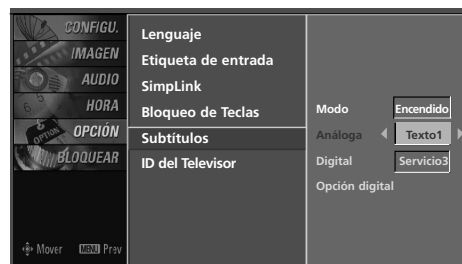 CONFIGU.
IMAGEN
AUDIO
HORA
OPCIÓN
BLOQUEAR
Mover MENU Prev
Lenguaje
Etiqueta de entrada
SimpLink
Bloqueo de Teclas
Subtítulos
ID del Televisor
Modo Encendido
Análoga Texto1
Digital Servicio3
Opción digital